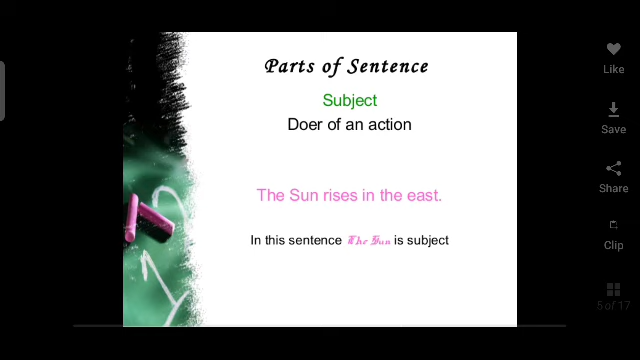 Parts of Sentence
Subject
Doer of an action
The Sun rises in the east.
In this sentence The Sun is subject
Like
Save
Share
Clip
5 of 17